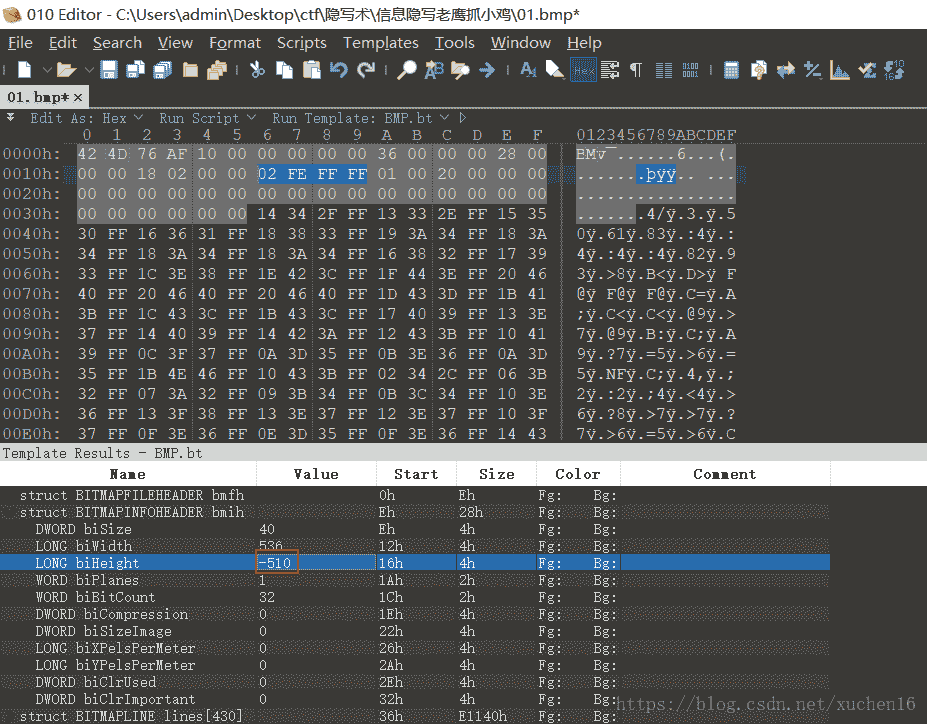 010 Editor - C:\Users\admin\Desktop\ctf\隐写术\信息隐写老鹰抓小鸡\01.bmp*
File Edit Search View Format Scripts Templates Tools Window Help
01.bmp* ×
Edit As: Hex Run Script Run Template: BMP.bt
0 1 2 3 4 5 6 7 8 9 A B C D E F 0123456789ABCDEF
0000h: 42 4D 76 AF 10 00 00 00 00 00 36 00 00 00 28 00 BMv¯......6...(.
0010h: 00 00 18 02 00 00 02 FE FF FF 01 00 20 00 00 00 .......þÿÿ.. ...
0020h: 00 00 00 00 00 00 00 00 00 00 00 00 00 00 00 00 ................
0030h: 00 00 00 00 00 00 14 34 2F FF 13 33 2E FF 15 35 .......4/ÿ.3.ÿ.5
0040h: 30 FF 16 36 31 FF 18 38 33 FF 19 3A 34 FF 18 3A 0ÿ.61ÿ.83ÿ.:4ÿ.:
0050h: 34 FF 18 3A 34 FF 18 3A 34 FF 16 38 32 FF 17 39 4ÿ.:4ÿ.:4ÿ.82ÿ.9
0060h: 33 FF 1C 3E 38 FF 1E 42 3C FF 1F 44 3E FF 20 46 3ÿ.>8ÿ.B<ÿ.D>ÿ F
0070h: 40 FF 20 46 40 FF 20 46 40 FF 1D 43 3D FF 1B 41 @ÿ F@ÿ F@ÿ.C=ÿ.A
0080h: 3B FF 1C 43 3C FF 1B 43 3C FF 17 40 39 FF 13 3E ;ÿ.C<ÿ.C<ÿ.@9ÿ.>
0090h: 37 FF 14 40 39 FF 14 42 3A FF 12 43 3B FF 10 41 7ÿ.@9ÿ.B:ÿ.C;ÿ.A
00A0h: 39 FF 0C 3F 37 FF 0A 3D 35 FF 0B 3E 36 FF 0A 3D 9ÿ.?7ÿ.=5ÿ.>6ÿ.=
00B0h: 35 FF 1B 4E 46 FF 10 43 3B FF 02 34 2C FF 06 3B 5ÿ.NFÿ.C;ÿ.4,ÿ.;
00C0h: 32 FF 07 3A 32 FF 09 3B 34 FF 0B 3C 34 FF 10 3E 2ÿ.:2ÿ.;4ÿ.<4ÿ.>
00D0h: 36 FF 13 3F 38 FF 13 3E 37 FF 12 3E 37 FF 10 3F 6ÿ.?8ÿ.>7ÿ.>7ÿ.?
00E0h: 37 FF 0F 3E 36 FF 0E 3D 35 FF 0F 3E 36 FF 14 43 7ÿ.>6ÿ.=5ÿ.>6ÿ.C
Template Results - BMP.bt
Name Value Start Size Color Comment
struct BITMAPFILEHEADER bmfh 0h Eh Fg: Bg:
struct BITMAPINFOHEADER bmih Eh 28h Fg: Bg:
DWORD biSize 40 Eh 4h Fg: Bg:
LONG biWidth 536 12h 4h Fg: Bg:
LONG biHeight -510 16h 4h Fg: Bg:
WORD biPlanes 1 1Ah 2h Fg: Bg:
WORD biBitCount 32 1Ch 2h Fg: Bg:
DWORD biCompression 0 1Eh 4h Fg: Bg:
DWORD biSizeImage 0 22h 4h Fg: Bg:
LONG biXPelsPerMeter 0 26h 4h Fg: Bg:
LONG biYPelsPerMeter 0 2Ah 4h Fg: Bg:
DWORD biClrUsed 0 2Eh 4h Fg: Bg:
DWORD biClrImportant 0 32h 4h Fg: Bg:
struct BITMAPLINE lines[430] 36h E1140h Fg: Bg:
https://blog.csdn.net/xuchen16